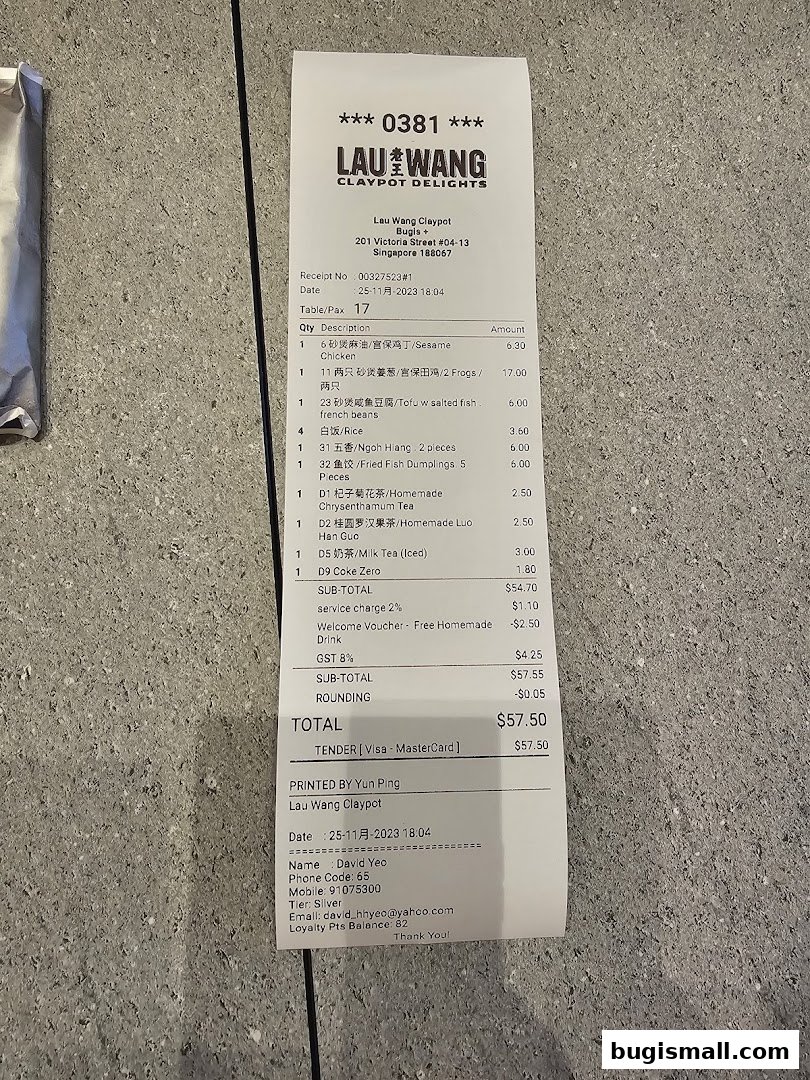 *** 0381 ***
LAU 老王 WANG
CLAYPOT DELIGHTS
Lau Wang Claypot
Bugis +
201 Victoria Street #04-13
Singapore 188067
Receipt No : 00327523#1
Date : 25-11月-2023 18:04
Table/Pax 17
Qty Description Amount
1 6 砂煲麻油/宫保鸡丁/Sesame 6.30
Chicken
1 11 两只 砂煲姜葱/宫保田鸡/2 Frogs / 17.00
两只
1 23 砂煲咸鱼豆腐/Tofu w salted fish . 6.00
french beans
4 白饭/Rice 3.60
1 31 五香/Ngoh Hiang . 2 pieces 6.00
1 32 鱼饺 /Fried Fish Dumplings. 5 6.00
Pieces
1 D1 杞子菊花茶/Homemade 2.50
Chrysenthamum Tea
1 D2 桂圆罗汉果茶/Homemade Luo 2.50
Han Guo
1 D5 奶茶/Milk Tea (Iced) 3.00
1 D9 Coke Zero 1.80
SUB-TOTAL $54.70
service charge 2% $1.10
Welcome Voucher - Free Homemade -$2.50
Drink
GST 8% $4.25
SUB-TOTAL $57.55
ROUNDING -$0.05
TOTAL $57.50
TENDER [ Visa - MasterCard ] $57.50
PRINTED BY Yun Ping
Lau Wang Claypot
Date : 25-11月-2023 18:04
==============================
Name : David Yeo
Phone Code: 65
Mobile: 91075300
Tier: Silver
Email: david_hhyeo@yahoo.com
Loyalty Pts Balance: 82
Thank You!
bugismall.com